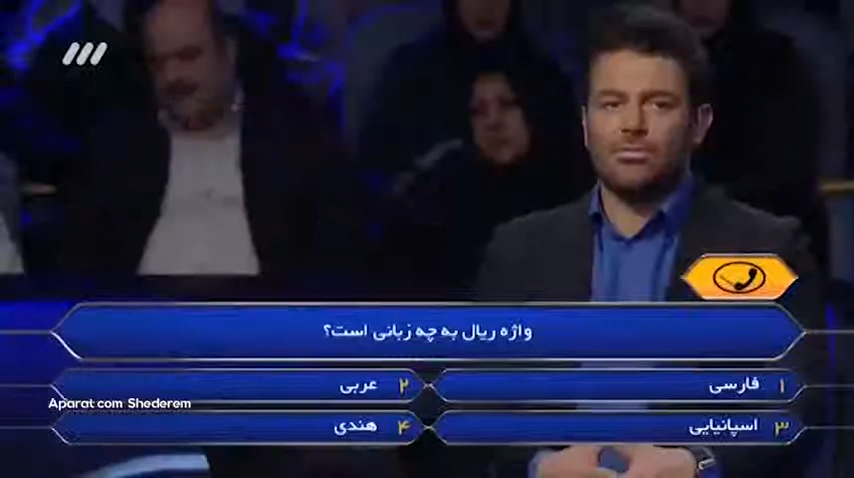 واژه ریال به چه زبانی است؟
۱ فارسی
۲ عربی
۳ اسپانیایی
۴ هندی
Aparat com Shederem